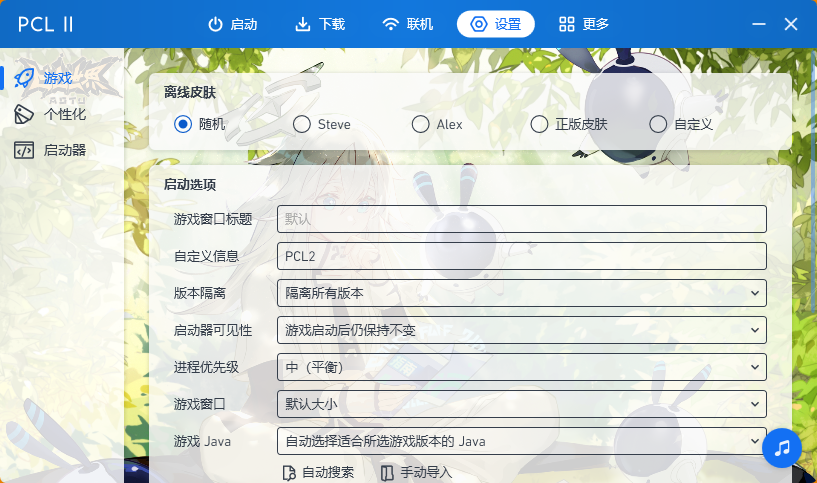 PCL II 启动 下载 联机 设置 更多
游戏
个性化
启动器
离线皮肤
随机 Steve Alex 正版皮肤 自定义
启动选项
游戏窗口标题 默认
自定义信息 PCL2
版本隔离 隔离所有版本
启动器可见性 游戏启动后仍保持不变
进程优先级 中（平衡）
游戏窗口 默认大小
游戏 Java 自动选择适合所选游戏版本的 Java
自动搜索 手动导入